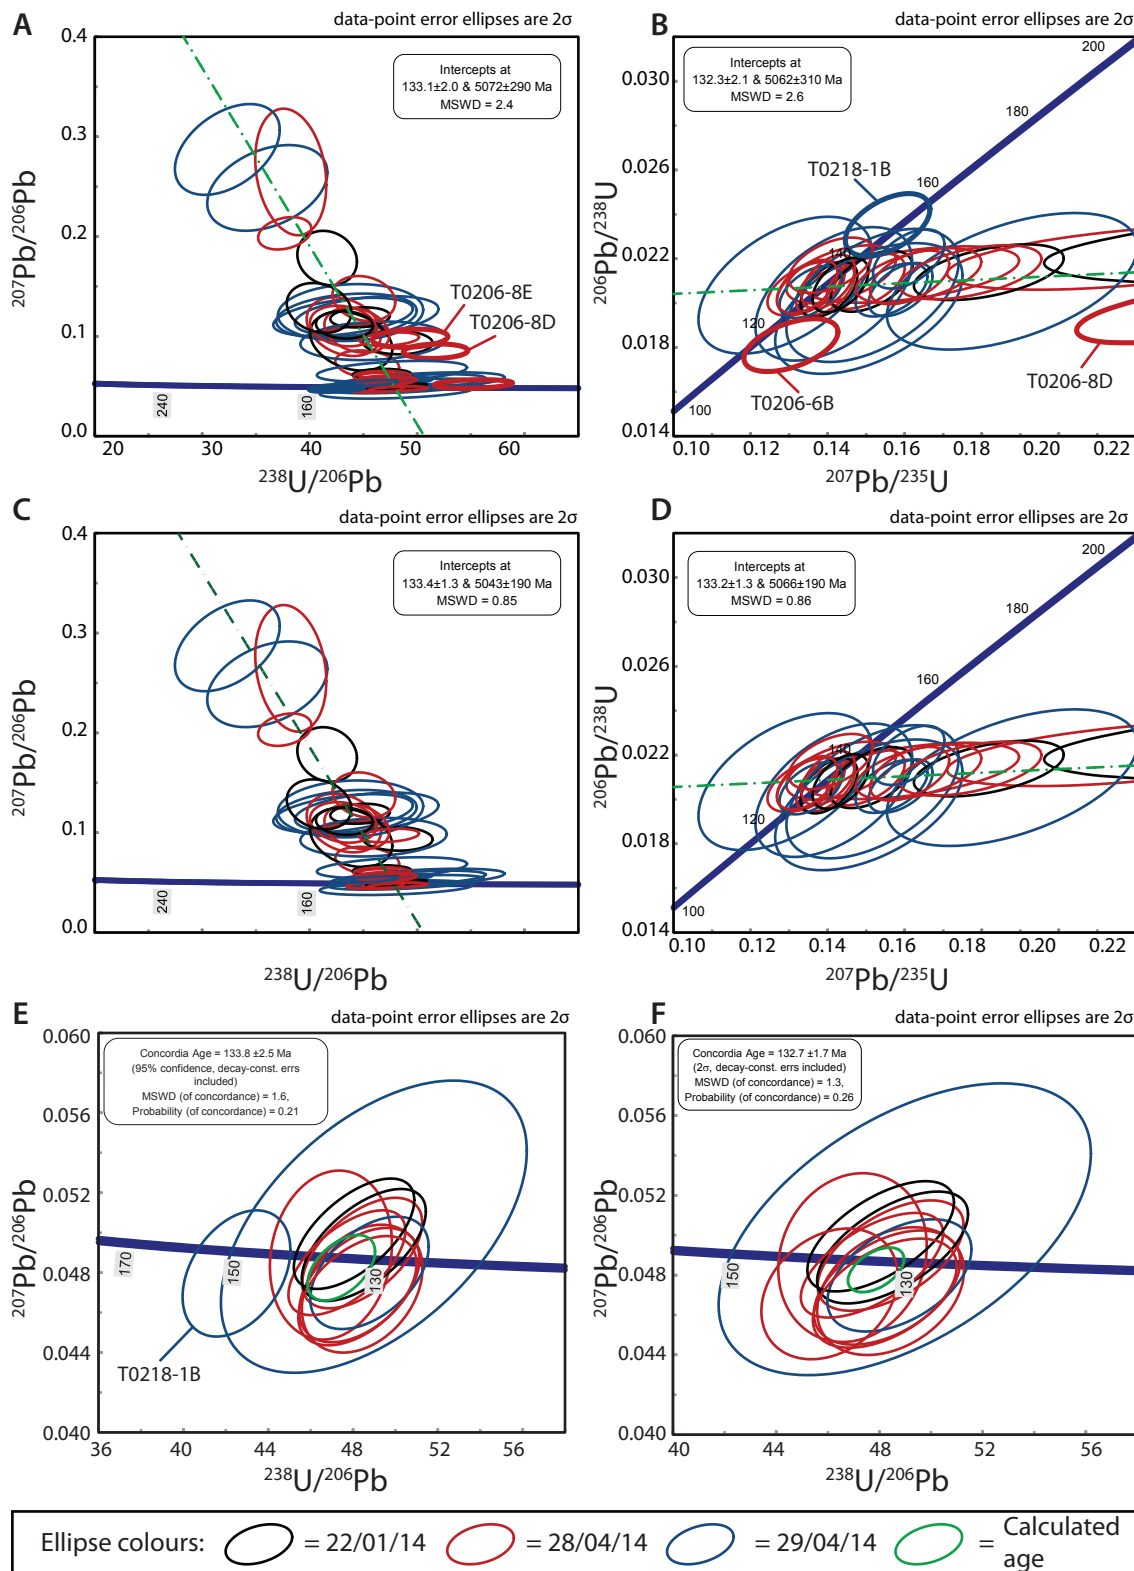 A
data-point error ellipses are 2σ
0.4
0.3
0.2
0.1
0.0
²⁰⁷Pb/²⁰⁶Pb
Intercepts at
133.1±2.0 & 5072±290 Ma
MSWD = 2.4
T0206-8E
T0206-8D
240
160
20
30
40
50
60
²³⁸U/²⁰⁶Pb
B
data-point error ellipses are 2σ
0.030
0.026
0.022
0.018
0.014
²⁰⁶Pb/²³⁸U
Intercepts at
132.3±2.1 & 5062±310 Ma
MSWD = 2.6
200
180
160
140
120
100
T0218-1B
T0206-8D
T0206-6B
0.10
0.12
0.14
0.16
0.18
0.20
0.22
²⁰⁷Pb/²³⁵U
C
data-point error ellipses are 2σ
0.4
0.3
0.2
0.1
0.0
²⁰⁷Pb/²⁰⁶Pb
Intercepts at
133.4±1.3 & 5043±190 Ma
MSWD = 0.85
240
160
²³⁸U/²⁰⁶Pb
D
data-point error ellipses are 2σ
0.030
0.026
0.022
0.018
0.014
²⁰⁶Pb/²³⁸U
Intercepts at
133.2±1.3 & 5066±190 Ma
MSWD = 0.86
200
180
160
140
120
100
0.10
0.12
0.14
0.16
0.18
0.20
0.22
²⁰⁷Pb/²³⁵U
E
data-point error ellipses are 2σ
0.060
0.056
0.052
0.048
0.044
0.040
²⁰⁷Pb/²⁰⁶Pb
Concordia Age = 133.8 ±2.5 Ma
(95% confidence, decay-const. errs
included)
MSWD (of concordance) = 1.6,
Probability (of concordance) = 0.21
170
150
130
T0218-1B
36
40
44
48
52
56
²³⁸U/²⁰⁶Pb
F
data-point error ellipses are 2σ
0.060
0.056
0.052
0.048
0.044
0.040
²⁰⁷Pb/²⁰⁶Pb
Concordia Age = 132.7 ±1.7 Ma
(2σ, decay-const. errs included)
MSWD (of concordance) = 1.3,
Probability (of concordance) = 0.26
150
130
40
44
48
52
56
²³⁸U/²⁰⁶Pb
Ellipse colours: = 22/01/14 = 28/04/14 = 29/04/14 = Calculated
age